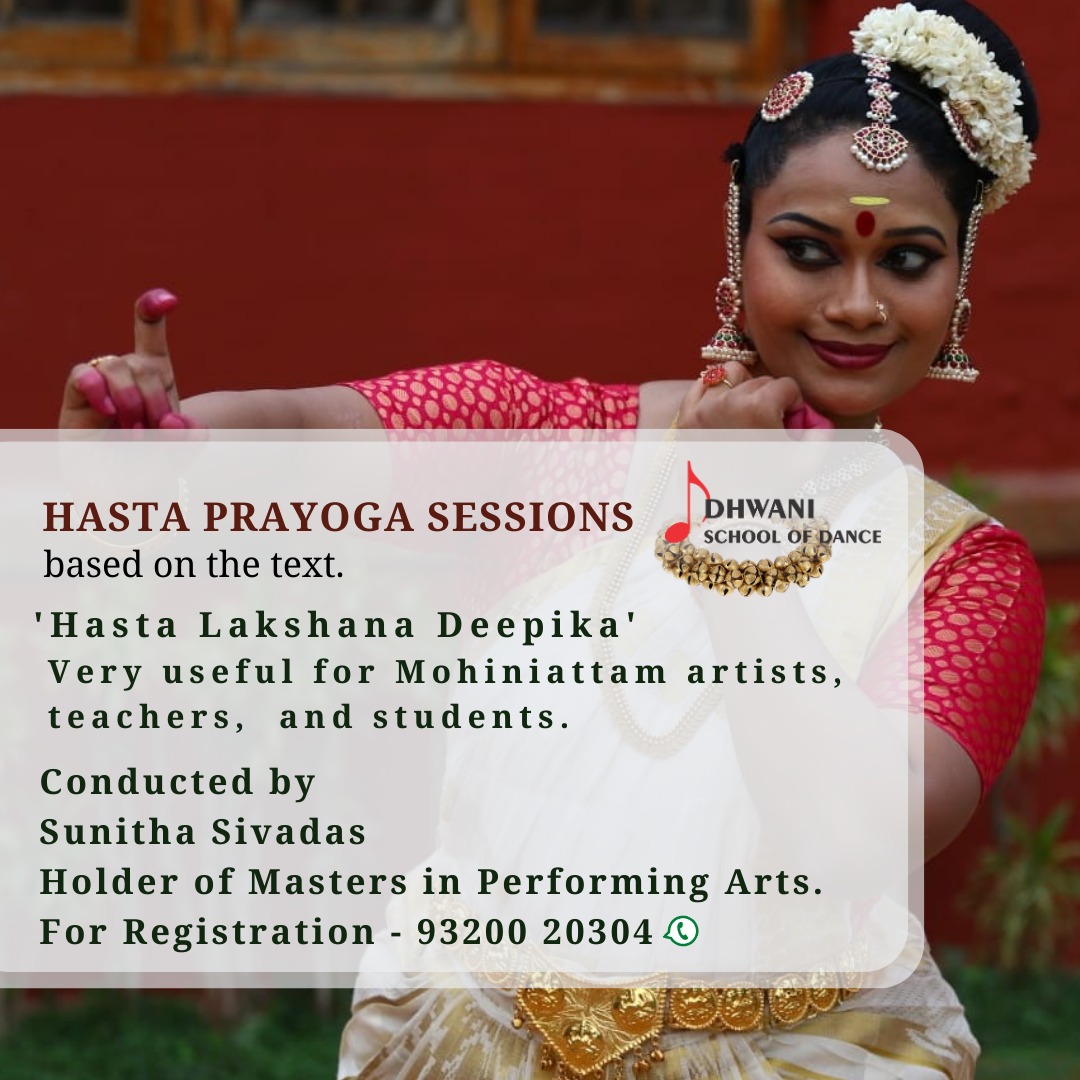 HASTA PRAYOGA SESSIONS
based on the text.
DHWANI
SCHOOL OF DANCE
'Hasta Lakshana Deepika'
Very useful for Mohiniattam artists,
teachers, and students.
Conducted by
Sunitha Sivadas
Holder of Masters in Performing Arts.
For Registration - 93200 20304